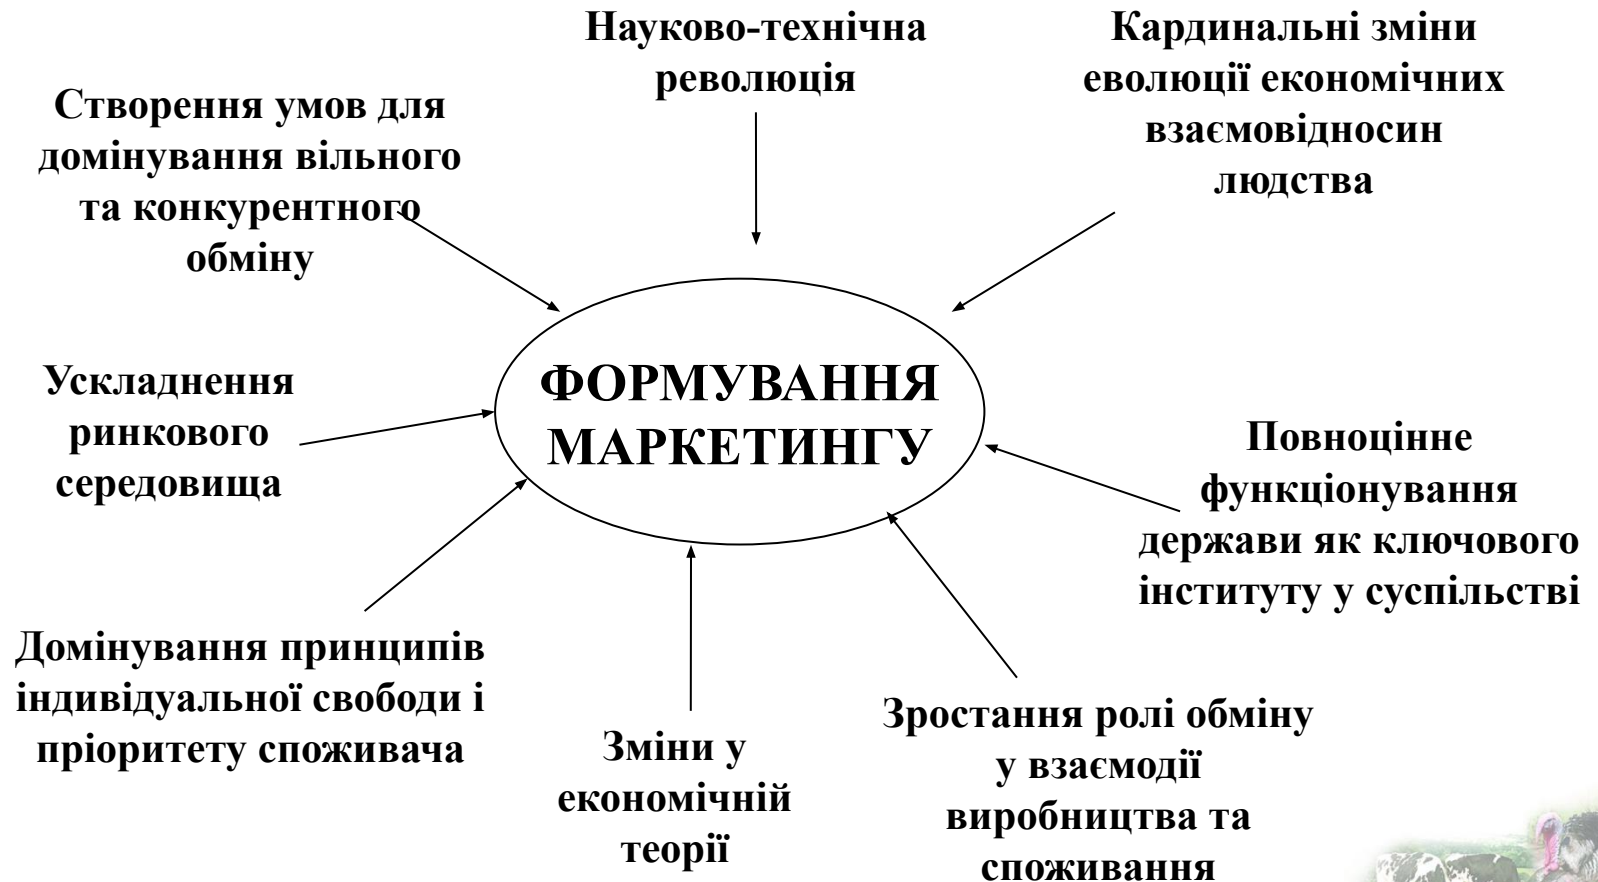 Науково-технічна
революція
Кардинальні зміни
еволюції економічних
взаємовідносин
людства
Створення умов для
домінування вільного
та конкурентного
обміну
Ускладнення
ринкового
середовища
ФОРМУВАННЯ
МАРКЕТИНГУ
Повноцінне
функціонування
держави як ключового
інституту у суспільстві
Домінування принципів
індивідуальної свободи і
пріоритету споживача
Зміни у
економічній
теорії
Зростання ролі обміну
у взаємодії
виробництва та
споживання